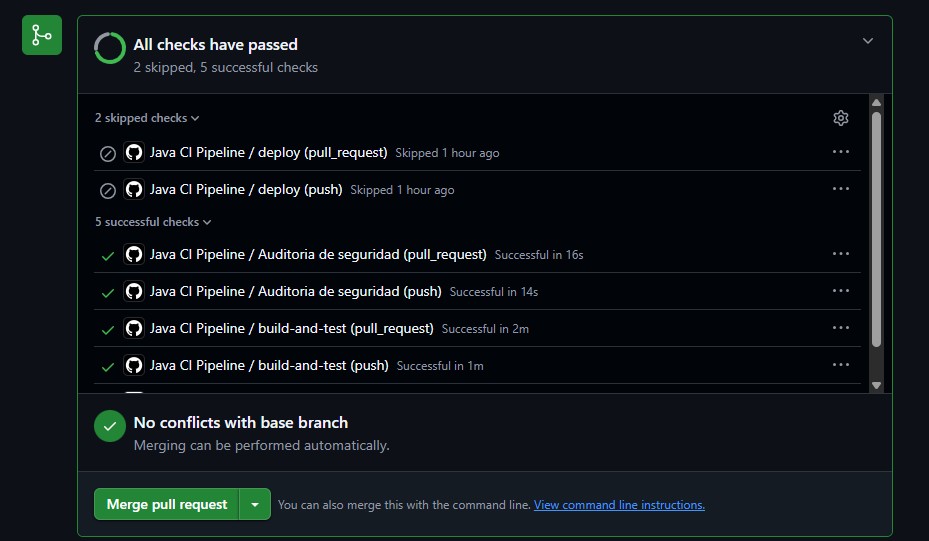 All checks have passed
2 skipped, 5 successful checks
2 skipped checks
Java CI Pipeline / deploy (pull_request) Skipped 1 hour ago
Java CI Pipeline / deploy (push) Skipped 1 hour ago
5 successful checks
Java CI Pipeline / Auditoria de seguridad (pull_request) Successful in 16s
Java CI Pipeline / Auditoria de seguridad (push) Successful in 14s
Java CI Pipeline / build-and-test (pull_request) Successful in 2m
Java CI Pipeline / build-and-test (push) Successful in 1m
No conflicts with base branch
Merging can be performed automatically.
Merge pull request You can also merge this with the command line. View command line instructions.